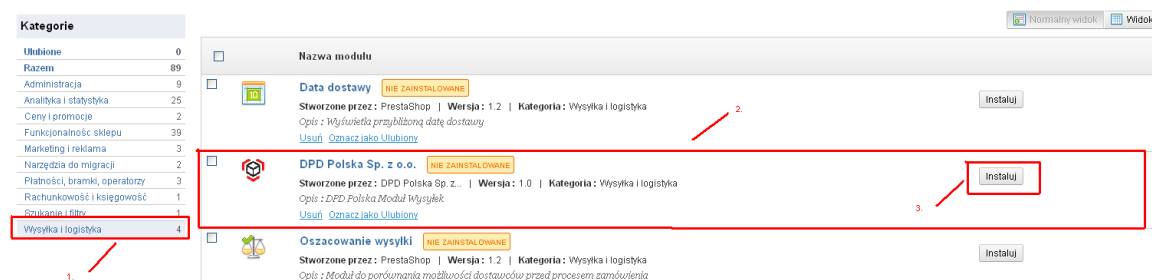 Kategorie
Normalny widok
Widok
Ulubione 0
Razem 89
Administracja 9
Analityka i statystyka 25
Ceny i promocje 2
Funkcjonalnośc sklepu 39
Marketing i reklama 3
Narzędzia do migracji 2
Płatności, bramki, operatorzy 3
Rachunkowość i księgowość 1
Szukanie i filtry 1
Wysyłka i logistyka 4
1.
Nazwa modułu
Data dostawy NIE ZAINSTALOWANE
Stworzone przez : PrestaShop | Wersja : 1.2 | Kategoria : Wysyłka i logistyka
Opis : Wyświetla przybliżoną datę dostawy
Usuń Oznacz jako Ulubiony
Instaluj
2.
DPD Polska Sp. z o.o. NIE ZAINSTALOWANE
Stworzone przez : DPD Polska Sp. z... | Wersja : 1.0 | Kategoria : Wysyłka i logistyka
Opis : DPD Polska Moduł Wysyłek
Usuń Oznacz jako Ulubiony
Instaluj
3.
Oszacowanie wysylki NIE ZAINSTALOWANE
Stworzone przez : PrestaShop | Wersja : 1.2 | Kategoria : Wysyłka i logistyka
Opis : Moduł do porównania możliwości dostawców przed procesem zamówienia
Instaluj